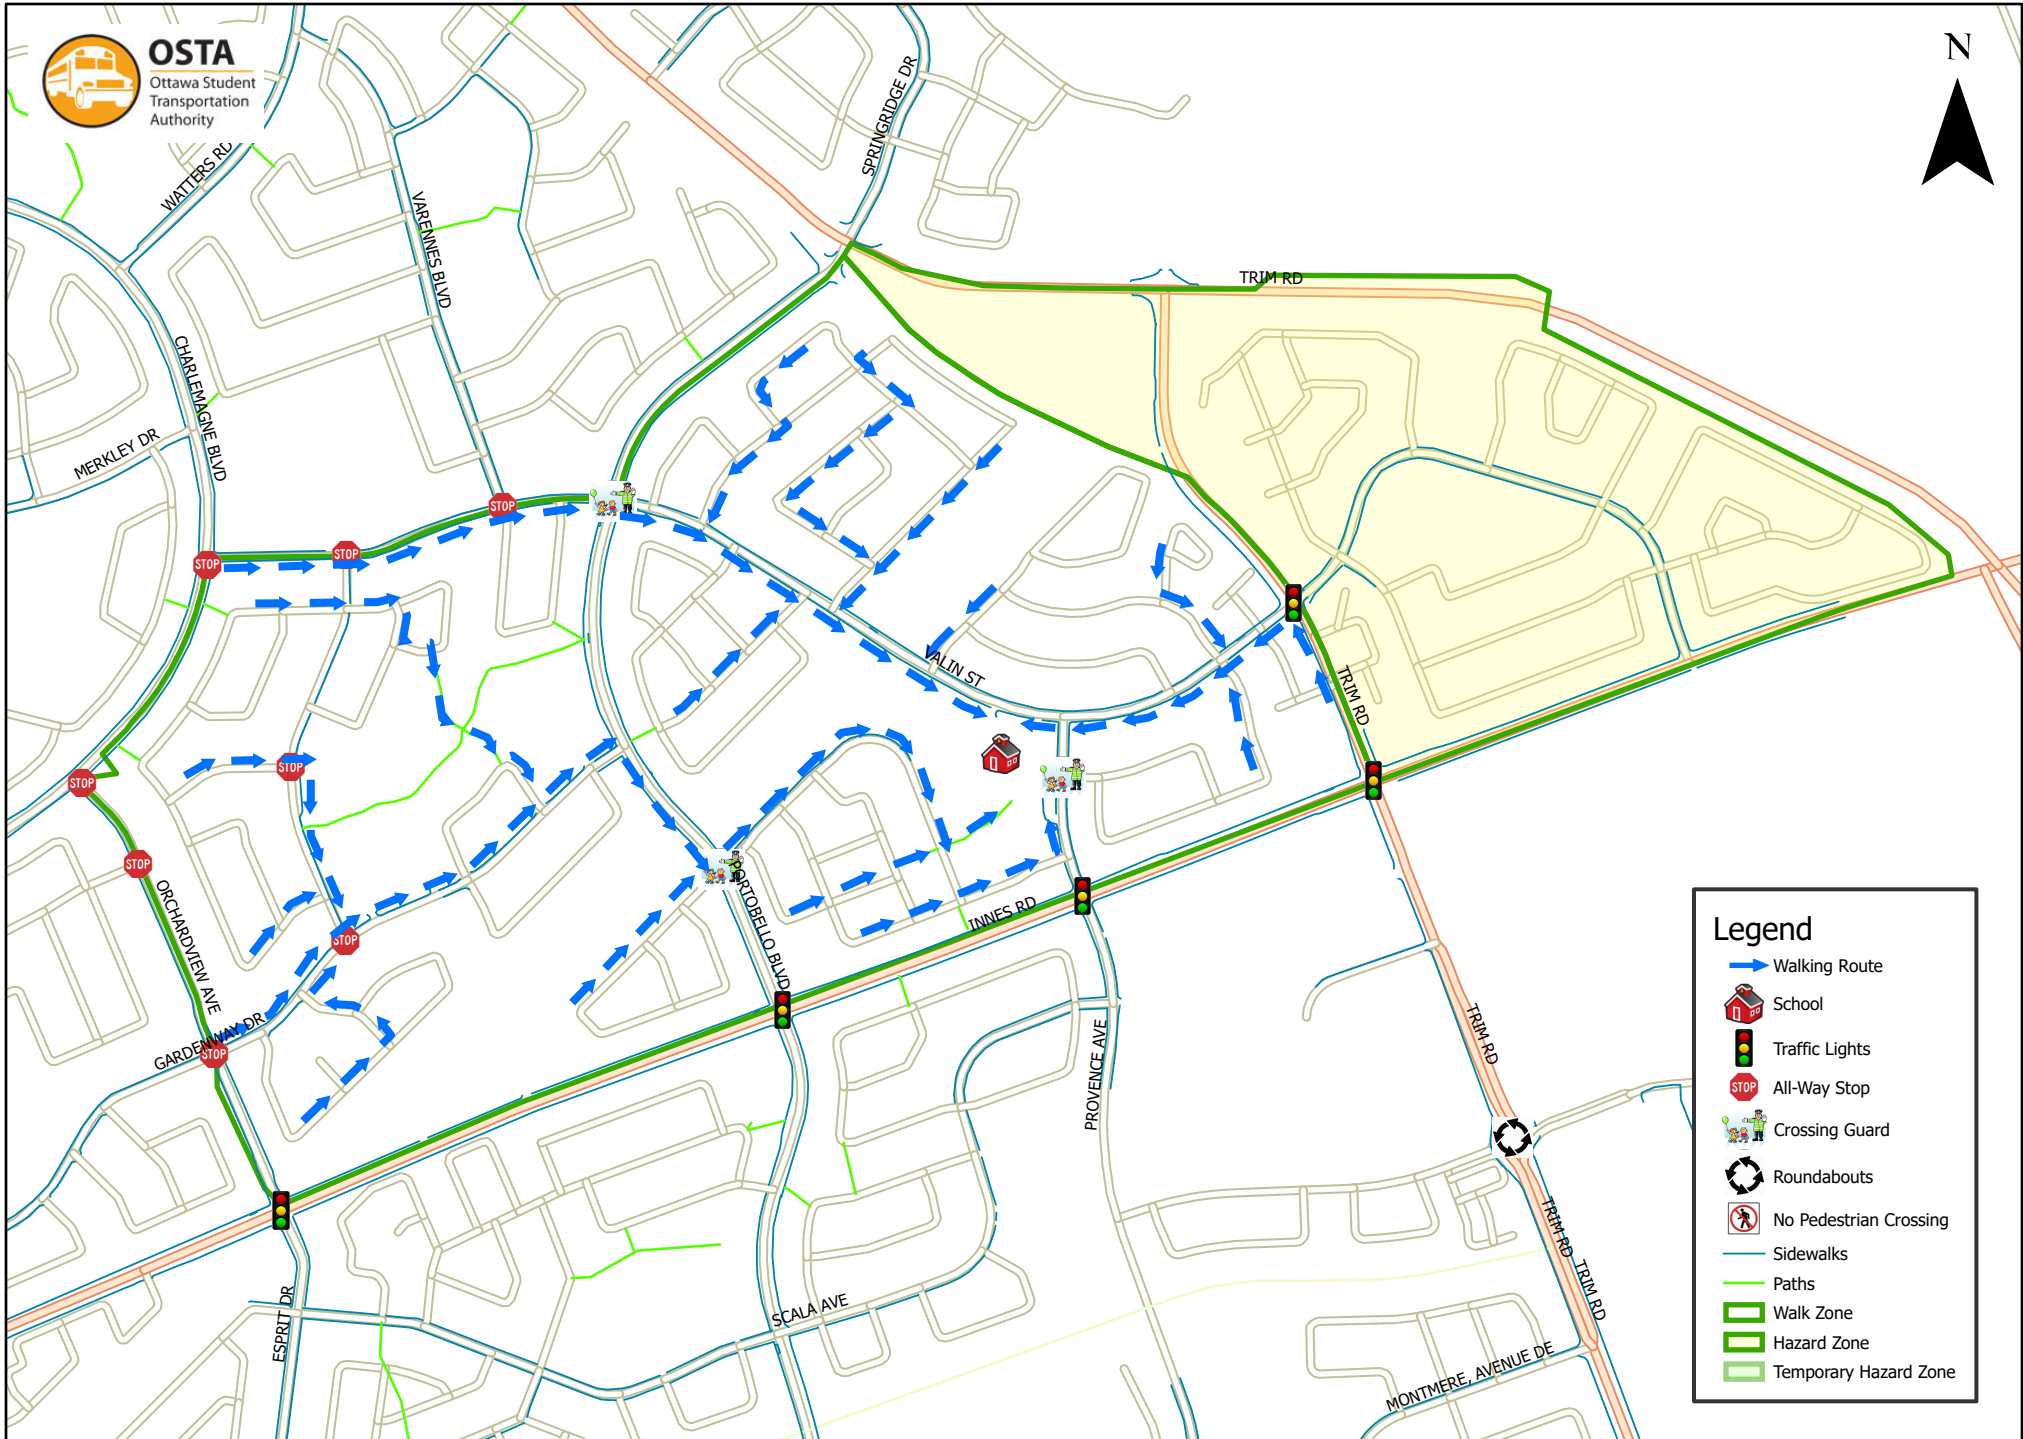 OSTA
Ottawa Student
Transportation
Authority
N
SPRINGRIDGE DR
WATTERS RD
VARENNES BLVD
TRIM RD
CHARLEMAGNE BLVD
MERKLEY DR
STOP
STOP
STOP
VALIN ST
TRIM RD
STOP
STOP
STOP
ORCHARDVIEW AVE
PORTOBELLO BLVD
INNES RD
STOP
GARDENWAY DR
STOP
PROVENCE AVE
TRIM RD
TRIM RD
TRIM RD
ESPRIT DR
SCALA AVE
MONTMERE, AVENUE DE
Legend
Walking Route
School
Traffic Lights
STOP All-Way Stop
Crossing Guard
Roundabouts
No Pedestrian Crossing
Sidewalks
Paths
Walk Zone
Hazard Zone
Temporary Hazard Zone